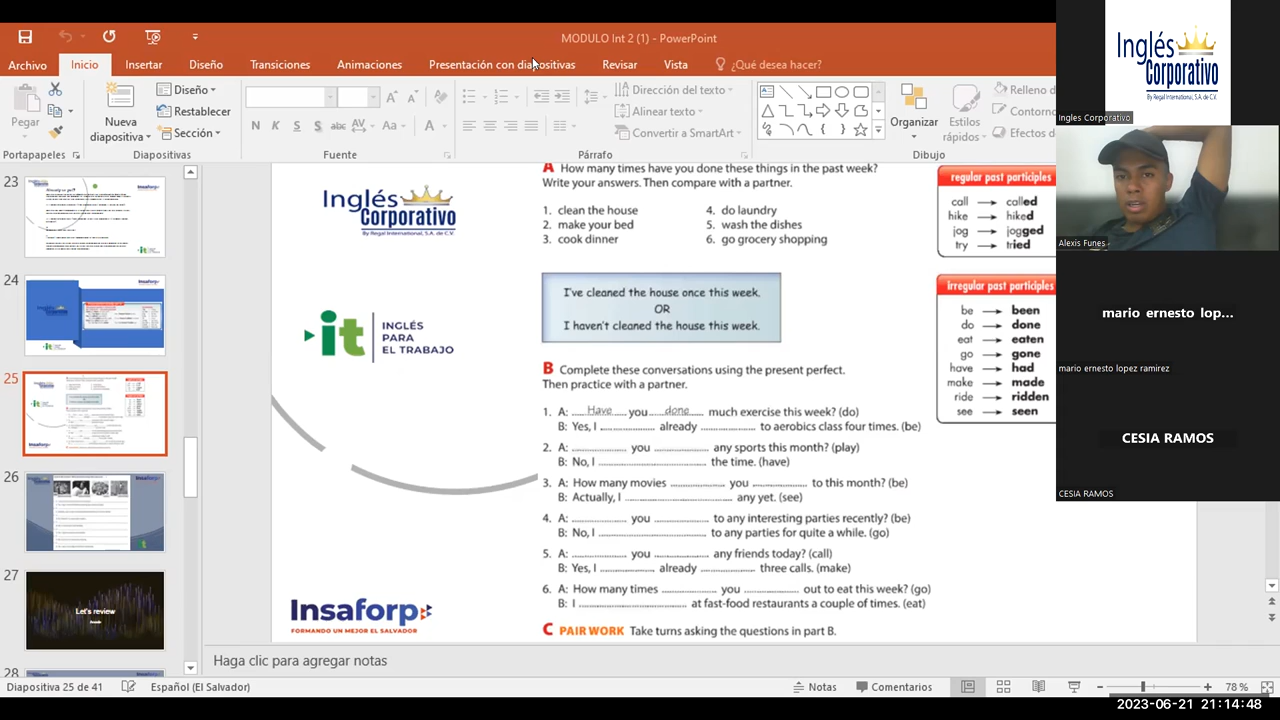 MODULO Int 2 (1) - PowerPoint
Archivo
Inicio
Insertar
Diseño
Transiciones
Animaciones
Presentación con diapositivas
Revisar
Vista
¿Qué desea hacer?
Pegar
Nueva
diapositiva
Diseño
Restablecer
Sección
Dirección del texto
Alinear texto
Convertir a SmartArt
Organizar
Estilos
rápidos
Relleno d
Contorno
Efectos d
Portapapeles
Diapositivas
Fuente
Párrafo
Dibujo
23
24
25
26
27
Let's review
28
Inglés
Corporativo
By Regal International, S.A. de C.V.
it
INGLÉS
PARA
EL TRABAJO
Insaforp
FORMANDO UN MEJOR EL SALVADOR
A How many times have you done these things in the past week?
Write your answers. Then compare with a partner.
1. clean the house
2. make your bed
3. cook dinner
4. do laundry
5. wash the dishes
6. go grocery shopping
I've cleaned the house once this week.
OR
I haven't cleaned the house this week.
B Complete these conversations using the present perfect.
Then practice with a partner.
1. A: Have you done much exercise this week? (do)
B: Yes, I ............ already ............ to aerobics class four times. (be)
2. A: ............ you ............ any sports this month? (play)
B: No, I ............ the time. (have)
3. A: How many movies ............ you ............ to this month? (be)
B: Actually, I ............ any yet. (see)
4. A: ............ you ............ to any interesting parties recently? (be)
B: No, I ............ to any parties for quite a while. (go)
5. A: ............ you ............ any friends today? (call)
B: Yes, I ............ already ............ three calls. (make)
6. A: How many times ............ you ............ out to eat this week? (go)
B: I ............ at fast-food restaurants a couple of times. (eat)
C PAIR WORK Take turns asking the questions in part B.
regular past participles
call → called
hike → hiked
jog → jogged
try → tried
irregular past participles
be → been
do → done
eat → eaten
go → gone
have → had
make → made
ride → ridden
see → seen
Inglés
Corporativo
By Regal International, S.A. de C.V.
Ingles Corporativo
Alexis Funes
mario ernesto lop...
mario ernesto lopez ramirez
CESIA RAMOS
CESIA RAMOS
Haga clic para agregar notas
Diapositiva 25 de 41
Español (El Salvador)
Notas
Comentarios
78 %
2023-06-21 21:14:48